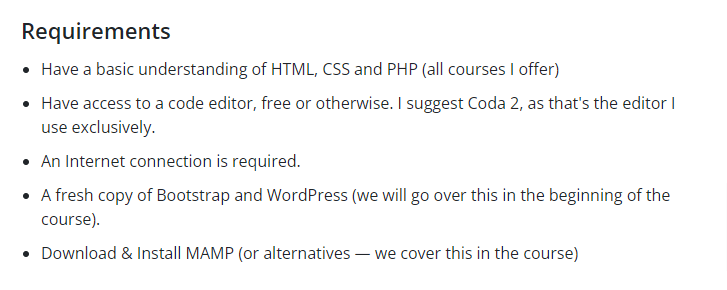 Requirements
Have a basic understanding of HTML, CSS and PHP (all courses I offer)
Have access to a code editor, free or otherwise. I suggest Coda 2, as that's the editor I
use exclusively.
An Internet connection is required.
A fresh copy of Bootstrap and WordPress (we will go over this in the beginning of the
course).
Download & Install MAMP (or alternatives — we cover this in the course)